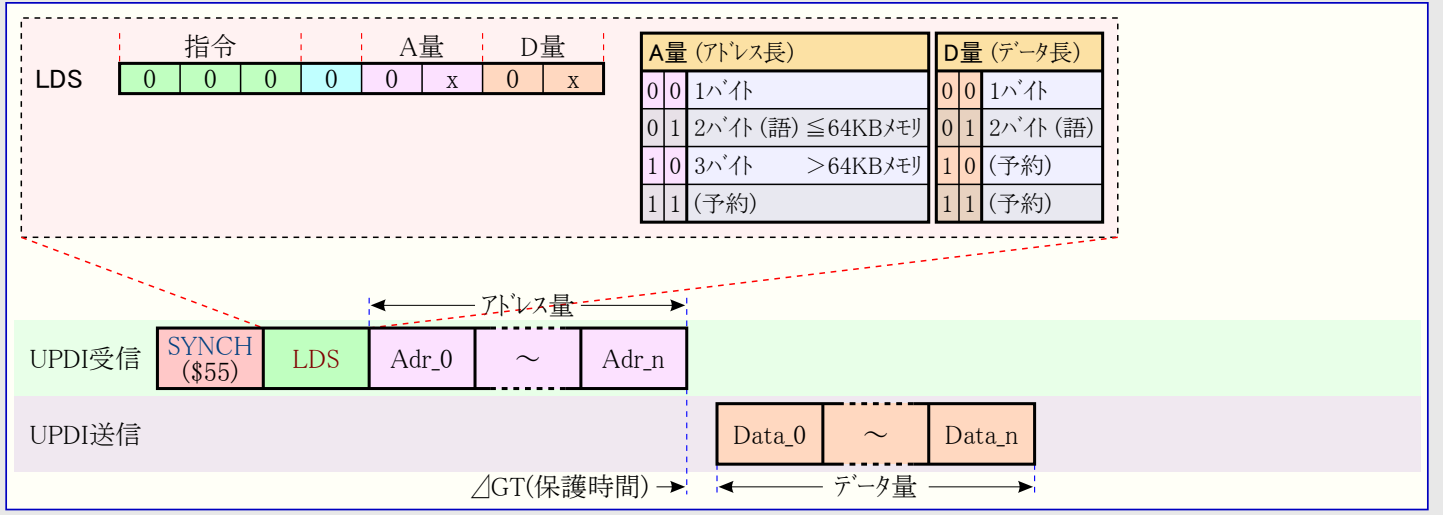 指令 A量 D量
LDS 0 0 0 0 0 x 0 x
A量 (アドレス長)
0 0 1バイト
0 1 2バイト (語) ≦64KBメモリ
1 0 3バイト >64KBメモリ
1 1 (予約)
D量 (データ長)
0 0 1バイト
0 1 2バイト (語)
1 0 (予約)
1 1 (予約)
アドレス量
UPDI受信 SYNCH ($55) LDS Adr_0 ~ Adr_n
UPDI送信 Data_0 ~ Data_n
⊿GT(保護時間) データ量